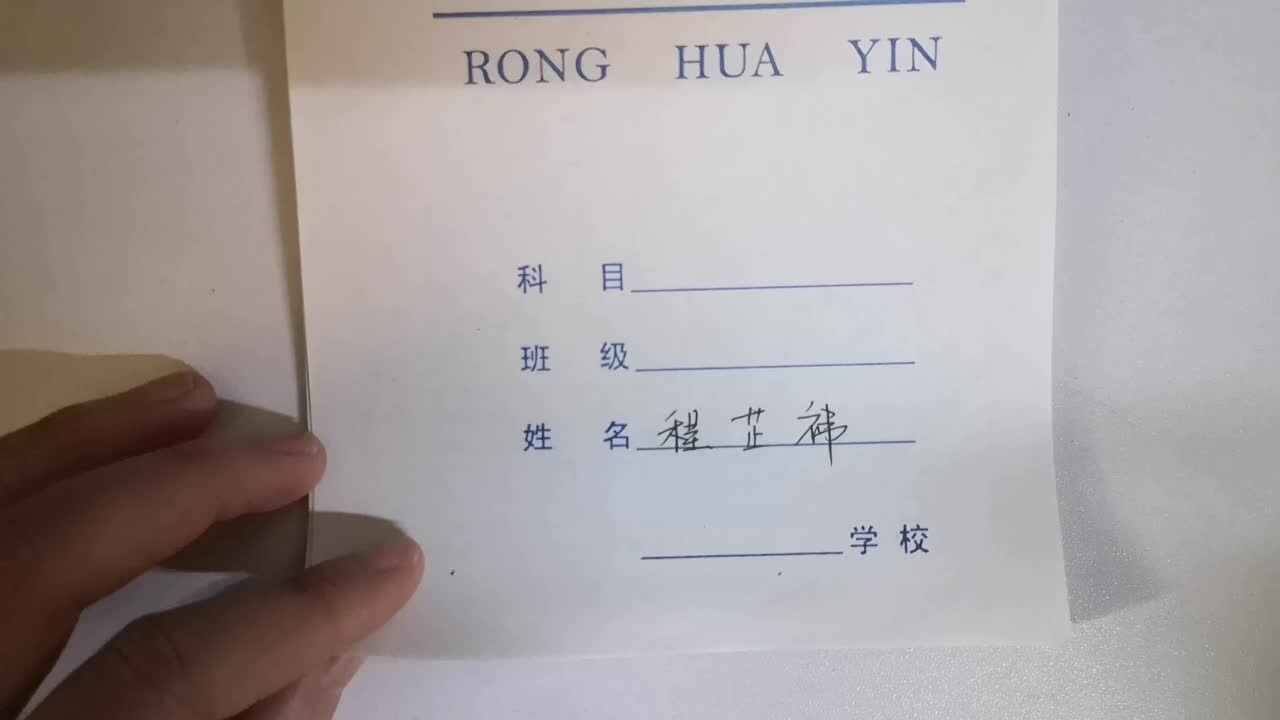 RONG HUA YIN
科 目
班 级
姓 名 程芷祎
学 校